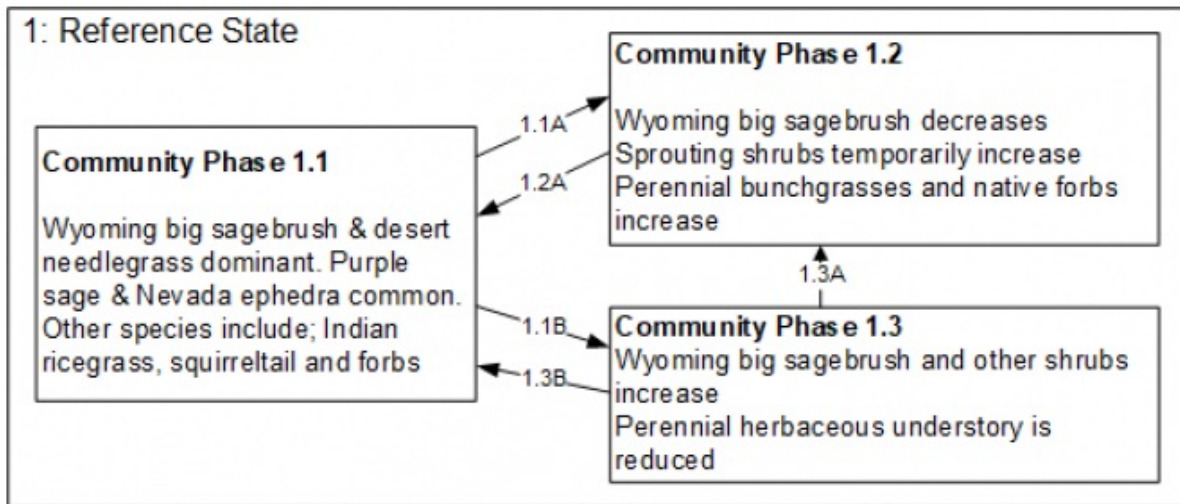 1: Reference State
Community Phase 1.1
Wyoming big sagebrush & desert
needlegrass dominant. Purple
sage & Nevada ephedra common.
Other species include; Indian
ricegrass, squirreltail and forbs
1.1A
1.2A
Community Phase 1.2
Wyoming big sagebrush decreases
Sprouting shrubs temporarily increase
Perennial bunchgrasses and native forbs
increase
1.3A
1.1B
1.3B
Community Phase 1.3
Wyoming big sagebrush and other shrubs
increase
Perennial herbaceous understory is
reduced